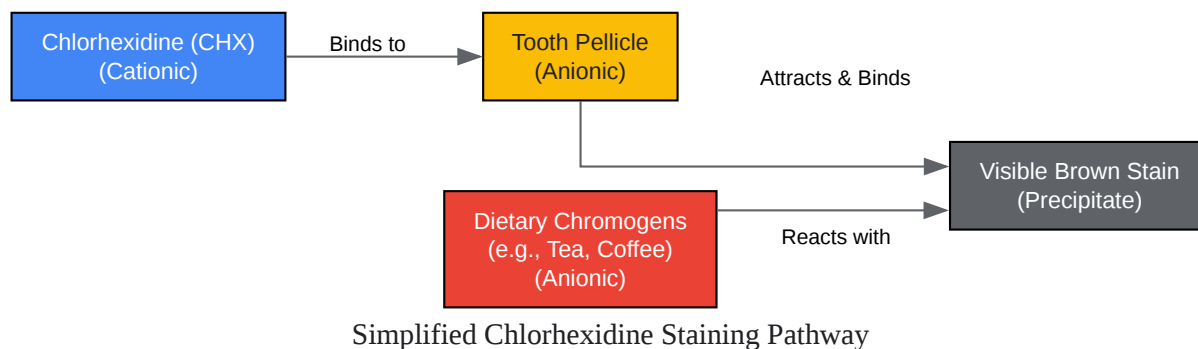 Chlorhexidine (CHX)
(Cationic)
Binds to
Tooth Pellicle
(Anionic)
Attracts & Binds
Visible Brown Stain
(Precipitate)
Dietary Chromogens
(e.g., Tea, Coffee)
(Anionic)
Reacts with
Simplified Chlorhexidine Staining Pathway